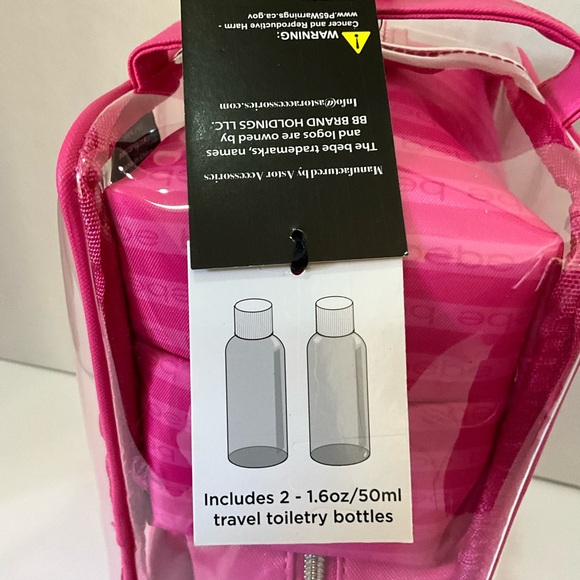 Includes 2 - 1.6oz/50ml
travel toiletry bottles
Manufactured by Astor Accessories
The bebe trademarks, names
and logos are owned by
BB BRAND HOLDINGS LLC.
Info@astoraccessories.com
WARNING:
Cancer and Reproductive Harm -
www.P65Warnings.ca.gov
bebe